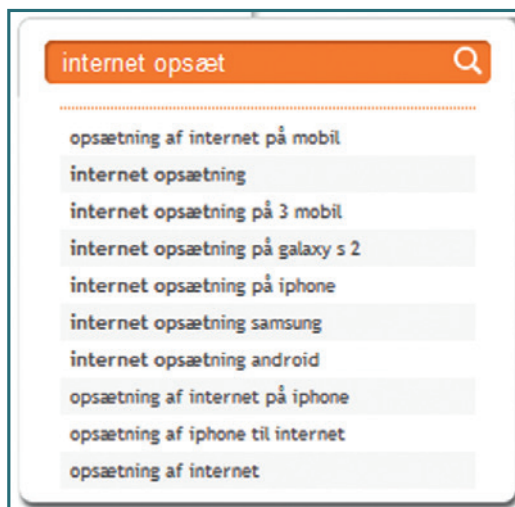 internet opsæt
opsætning af internet på mobil
internet opsætning
internet opsætning på 3 mobil
internet opsætning på galaxy s 2
internet opsætning på iphone
internet opsætning samsung
internet opsætning android
opsætning af internet på iphone
opsætning af iphone til internet
opsætning af internet